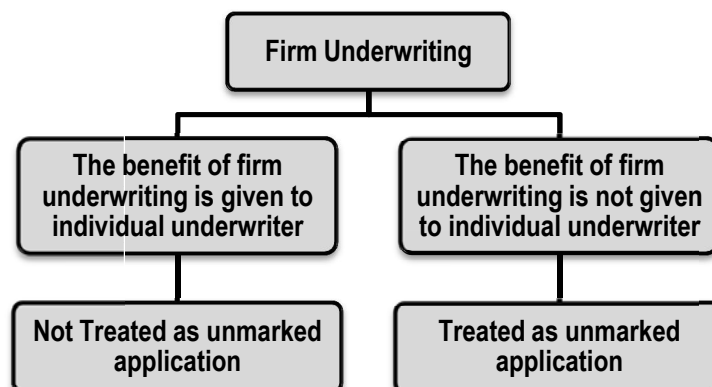 Firm Underwriting
The benefit of firm
underwriting is given to
individual underwriter
The benefit of firm
underwriting is not given
to individual underwriter
Not Treated as unmarked
application
Treated as unmarked
application